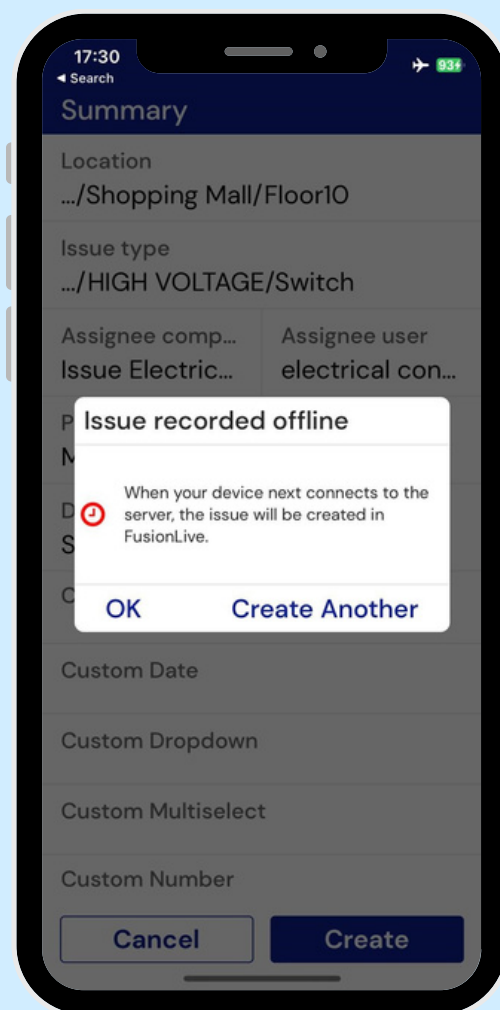 17:30
93
◄ Search
Summary
Location
.../Shopping Mall/Floor10
Issue type
.../HIGH VOLTAGE/Switch
Assignee comp... Assignee user
Issue Electric... electrical con...
Issue recorded offline
When your device next connects to the
server, the issue will be created in
FusionLive.
OK Create Another
Custom Date
Custom Dropdown
Custom Multiselect
Custom Number
Cancel Create